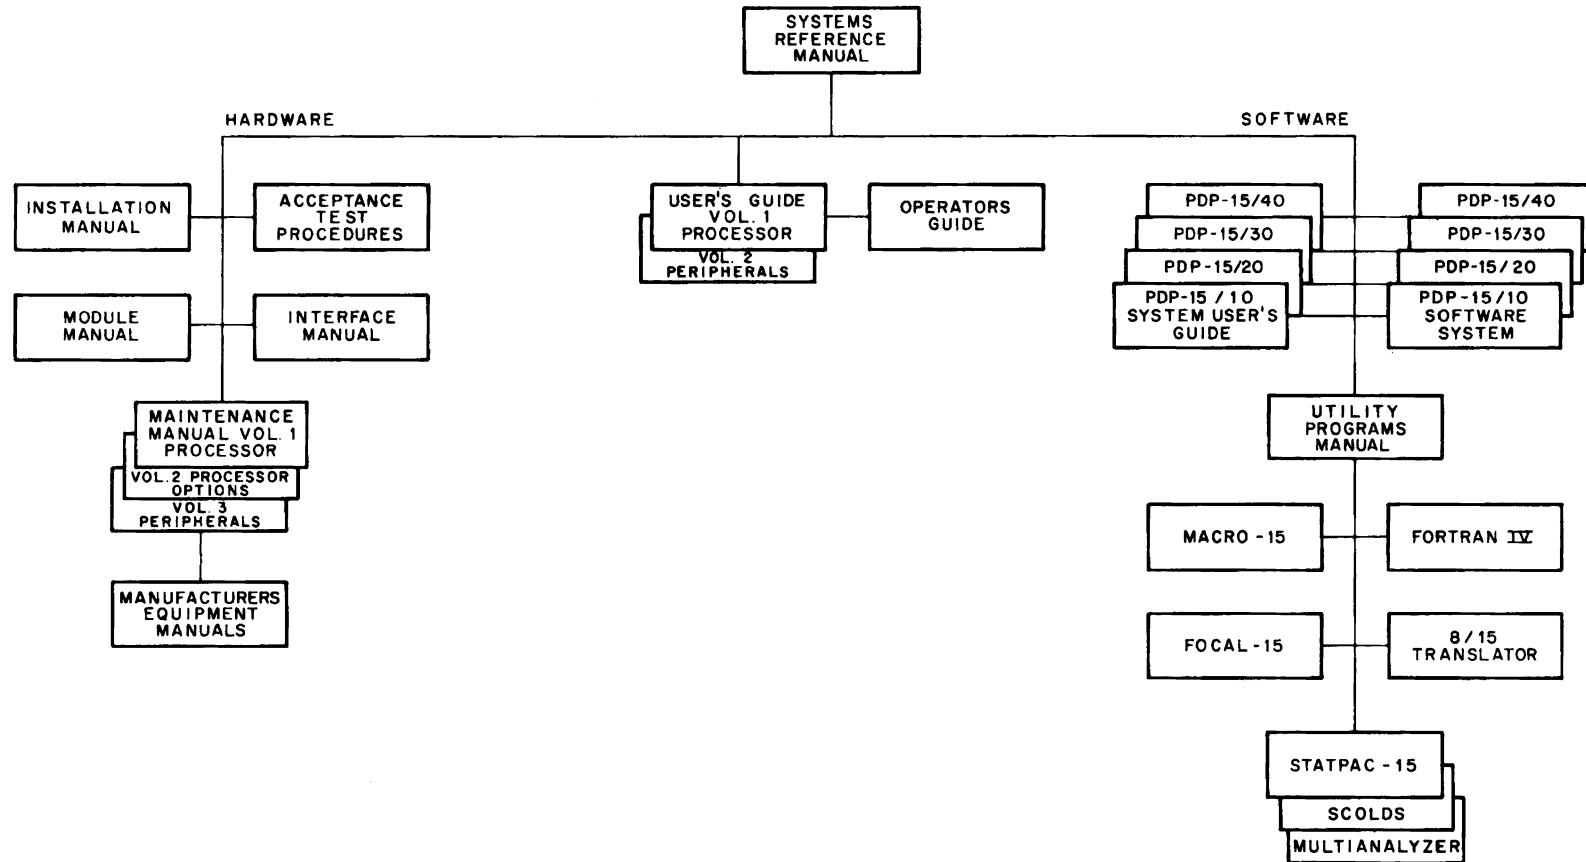 SYSTEMS
REFERENCE
MANUAL
HARDWARE
SOFTWARE
INSTALLATION
MANUAL
ACCEPTANCE
TEST
PROCEDURES
MODULE
MANUAL
INTERFACE
MANUAL
MAINTENANCE
MANUAL VOL. 1
PROCESSOR
VOL. 2 PROCESSOR
OPTIONS
VOL. 3
PERIPHERALS
MANUFACTURERS
EQUIPMENT
MANUALS
USER'S GUIDE
VOL. 1
PROCESSOR
VOL. 2
PERIPHERALS
OPERATORS
GUIDE
PDP-15/40
PDP-15/30
PDP-15/20
PDP-15 / 10
SYSTEM USER'S
GUIDE
PDP-15/40
PDP-15/30
PDP-15/ 20
PDP-15/10
SOFTWARE
SYSTEM
UTILITY
PROGRAMS
MANUAL
MACRO -15
FORTRAN IV
FOCAL -15
8/15
TRANSLATOR
STATPAC -15
SCOLDS
MULTIANALYZER